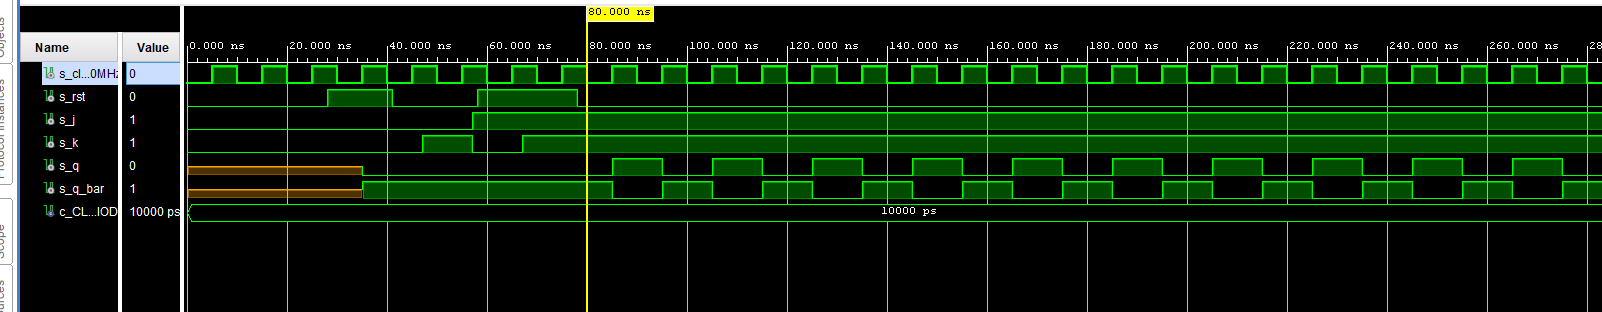 80.000 ns
Name Value
0.000 ns 20.000 ns 40.000 ns 60.000 ns 80.000 ns 100.000 ns 120.000 ns 140.000 ns 160.000 ns 180.000 ns 200.000 ns 220.000 ns 240.000 ns 260.000 ns 28
s_cl...0MHz 0
s_rst 0
s_j 1
s_k 1
s_q 0
s_q_bar 1
c_CL...IOD 10000 ps 10000 ps
Objects
Protocol Instances
Scope